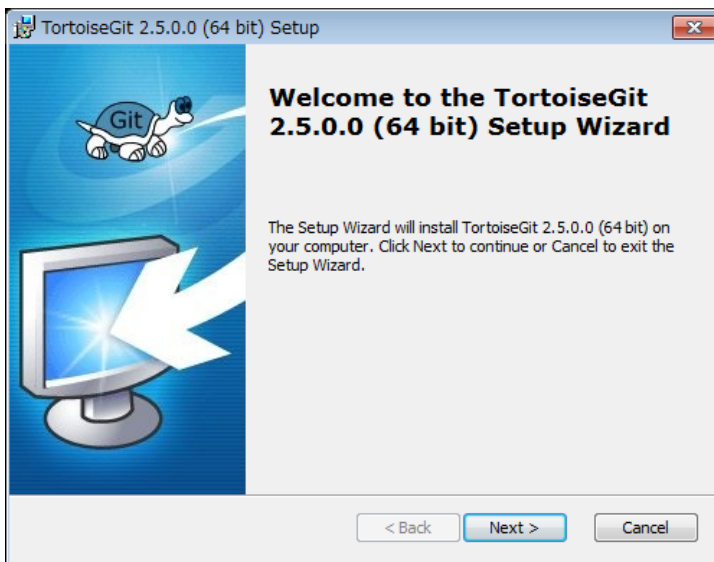 TortoiseGit 2.5.0.0 (64 bit) Setup
Git
Welcome to the TortoiseGit
2.5.0.0 (64 bit) Setup Wizard
The Setup Wizard will install TortoiseGit 2.5.0.0 (64 bit) on
your computer. Click Next to continue or Cancel to exit the
Setup Wizard.
< Back Next > Cancel